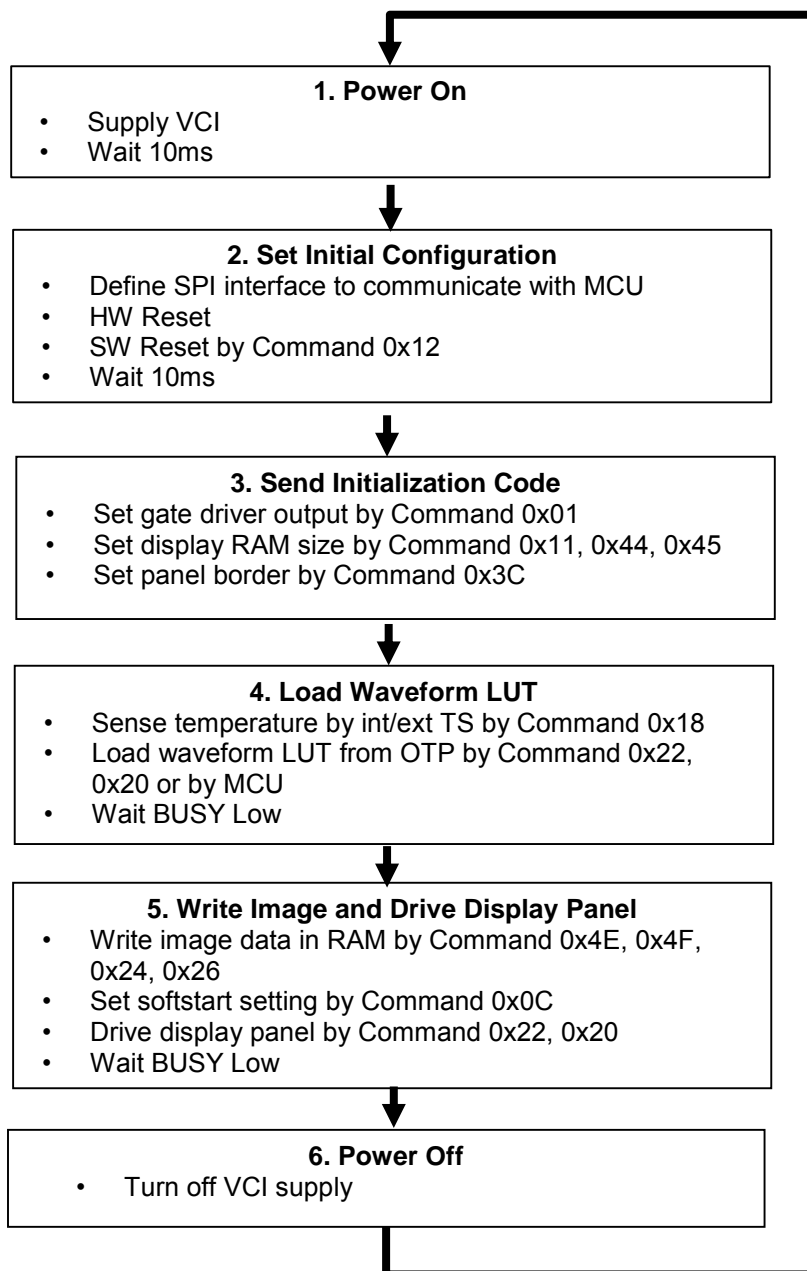 1. Power On
• Supply VCI
• Wait 10ms
2. Set Initial Configuration
• Define SPI interface to communicate with MCU
• HW Reset
• SW Reset by Command 0x12
• Wait 10ms
3. Send Initialization Code
• Set gate driver output by Command 0x01
• Set display RAM size by Command 0x11, 0x44, 0x45
• Set panel border by Command 0x3C
4. Load Waveform LUT
• Sense temperature by int/ext TS by Command 0x18
• Load waveform LUT from OTP by Command 0x22,
0x20 or by MCU
• Wait BUSY Low
5. Write Image and Drive Display Panel
• Write image data in RAM by Command 0x4E, 0x4F,
0x24, 0x26
• Set softstart setting by Command 0x0C
• Drive display panel by Command 0x22, 0x20
• Wait BUSY Low
6. Power Off
• Turn off VCI supply